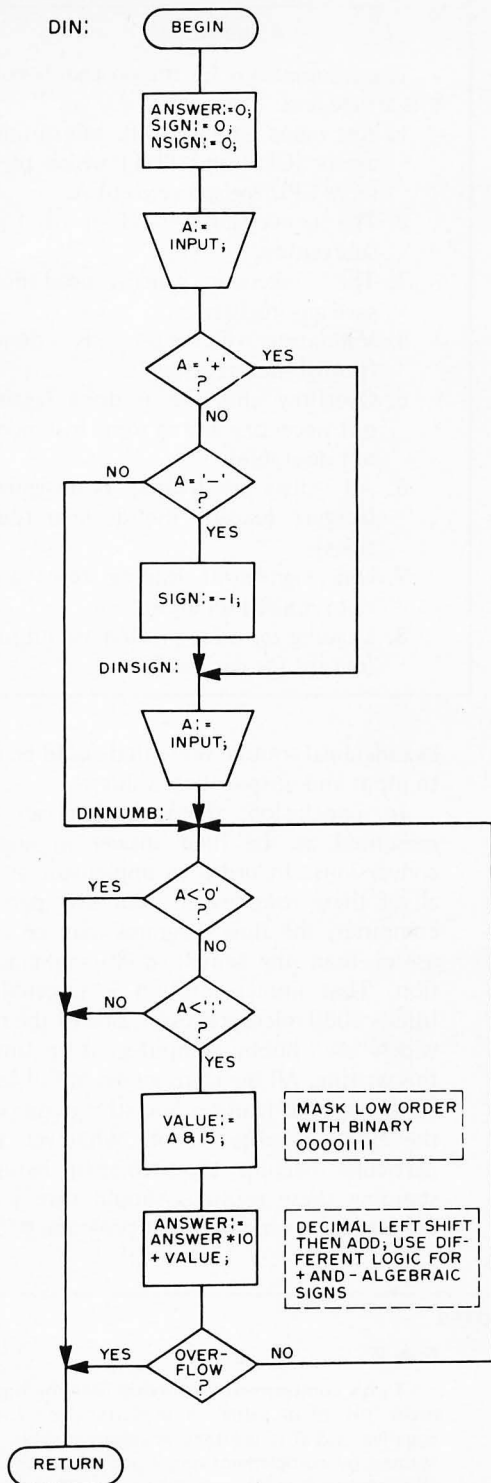 DIN:
BEGIN
ANSWER:=0;
SIGN:=0;
NSIGN:=0;
A:=
INPUT;
A='+'
?
YES
NO
A='-'
?
NO
YES
SIGN:=-1;
DINSIGN:
A:=
INPUT;
DINNUMB:
A<'0'
?
YES
NO
A<':'
?
NO
YES
VALUE:=
A & 15;
MASK LOW ORDER
WITH BINARY
00001111
ANSWER:=
ANSWER*10
+ VALUE;
DECIMAL LEFT SHIFT
THEN ADD; USE DIF-
FERENT LOGIC FOR
+ AND - ALGEBRAIC
SIGNS
YES
OVER-
FLOW
?
NO
RETURN